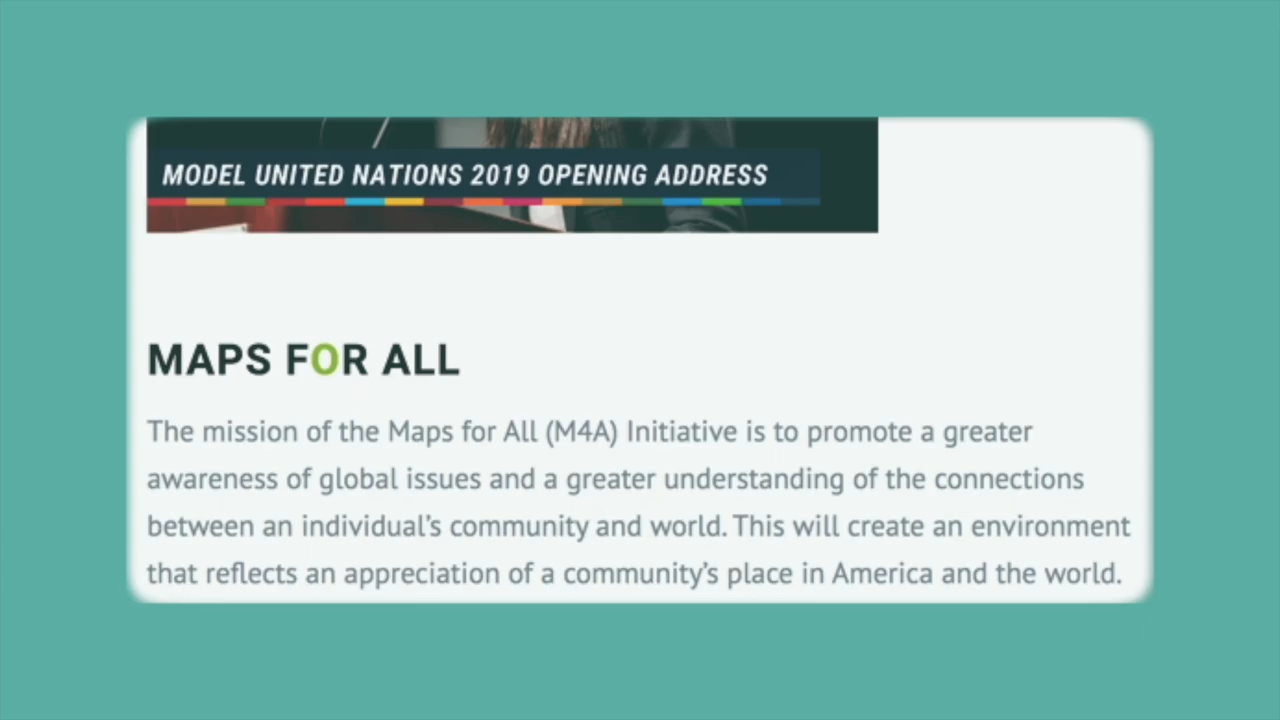 MODEL UNITED NATIONS 2019 OPENING ADDRESS
MAPS FOR ALL
The mission of the Maps for All (M4A) Initiative is to promote a greater
awareness of global issues and a greater understanding of the connections
between an individual’s community and world. This will create an environment
that reflects an appreciation of a community’s place in America and the world.